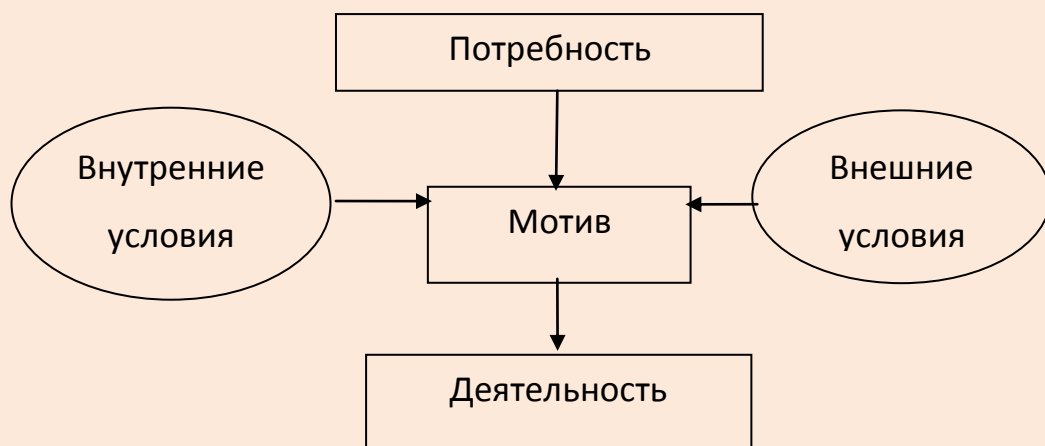 Потребность
Внутренние
условия
Мотив
Внешние
условия
Деятельность